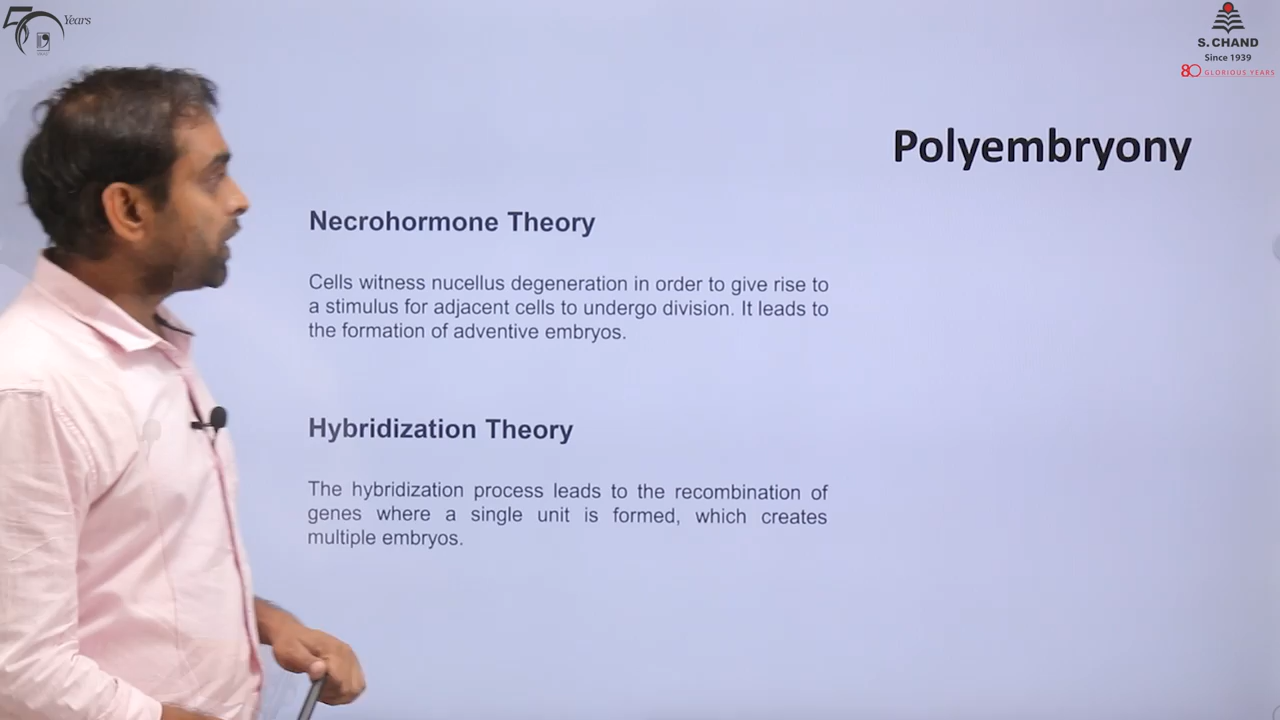 50 Years
S. CHAND
Since 1939
80 GLORIOUS YEARS
Polyembryony
Necrohormone Theory
Cells witness nucellus degeneration in order to give rise to
a stimulus for adjacent cells to undergo division. It leads to
the formation of adventive embryos.
Hybridization Theory
The hybridization process leads to the recombination of
genes where a single unit is formed, which creates
multiple embryos.